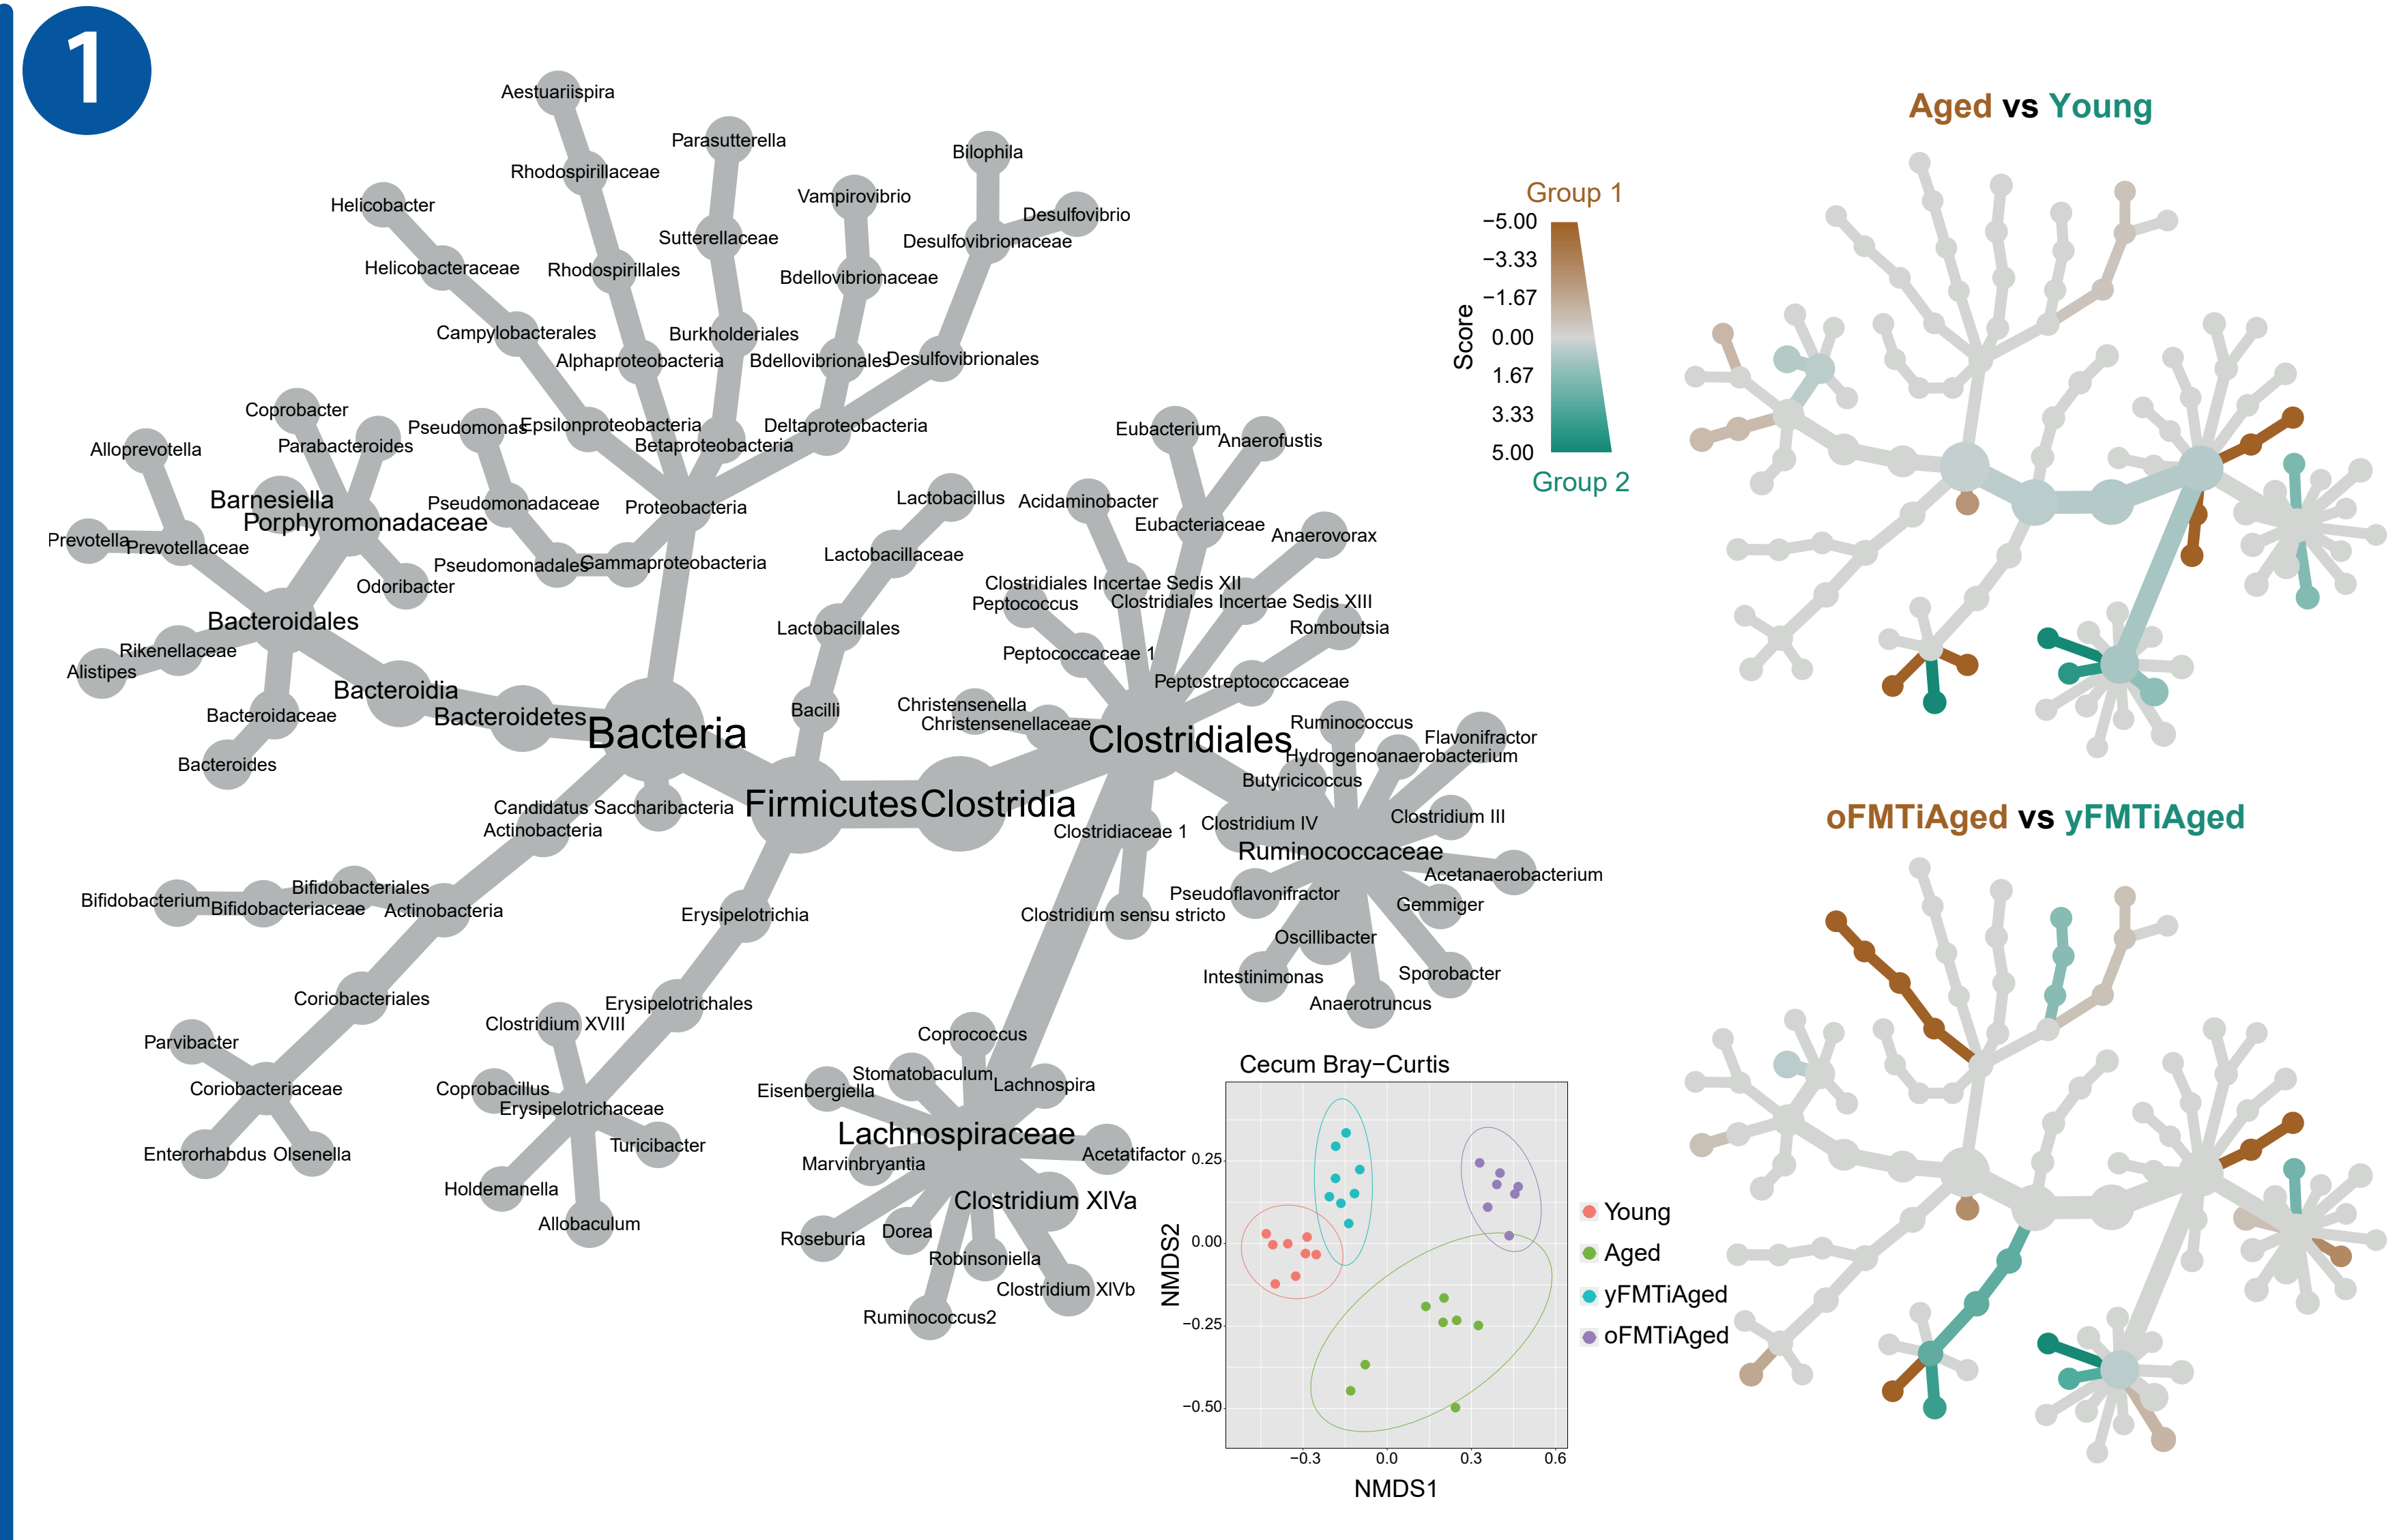 1
Aestuariispira
Parasutterella
Bilophila
Rhodospirillaceae
Vampirovibrio
Helicobacter
Desulfovibrio
Sutterellaceae
Desulfovibrionaceae
Helicobacteraceae
Rhodospirillales
Bdellovibrionaceae
Campylobacterales
Burkholderiales
Alphaproteobacteria
Bdellovibrionales
Desulfovibrionales
Coprobacter
Pseudomonas
Epsilonproteobacteria
Deltaproteobacteria
Parabacteroides
Betaproteobacteria
Alloprevotella
Eubacterium
Anaerofustis
Barnesiella
Porphyromonadaceae
Pseudomonadaceae
Proteobacteria
Lactobacillus
Acidaminobacter
Eubacteriaceae
Anaerovorax
Prevotella
Prevotellaceae
Lactobacillaceae
Pseudomonadales
Gammaproteobacteria
Odoribacter
Clostridiales Incertae Sedis XII
Peptococcus
Clostridiales Incertae Sedis XIII
Bacteroidales
Lactobacillales
Romboutsia
Rikenellaceae
Peptococcaceae 1
Alistipes
Peptostreptococcaceae
Bacteroidia
Bacteroidetes
Bacteroidaceae
Bacteria
Bacilli
Christensenella
Christensenellaceae
Clostridiales
Ruminococcus
Flavonifractor
Hydrogenoanaerobacterium
Bacteroides
Butyricicoccus
Candidatus Saccharibacteria
Firmicutes
Clostridia
Actinobacteria
Clostridiaceae 1
Clostridium IV
Clostridium III
Ruminococcaceae
Acetanaerobacterium
Bifidobacteriales
Bifidobacterium
Bifidobacteriaceae
Actinobacteria
Erysipelotrichia
Clostridium sensu stricto
Pseudoflavonifractor
Gemmiger
Oscillibacter
Intestinimonas
Sporobacter
Anaerotruncus
Coriobacteriales
Erysipelotrichales
Clostridium XVIII
Parvibacter
Coprococcus
Coriobacteriaceae
Coprobacillus
Erysipelotrichaceae
Stomatobaculum
Eisenbergiella
Lachnospira
Enterorhabdus
Olsenella
Turicibacter
Lachnospiraceae
Marvinbryantia
Acetatifactor
Holdemanella
Allobaculum
Clostridium XlVa
Roseburia
Dorea
Robinsoniella
Clostridium XlVb
Ruminococcus2
Cecum Bray−Curtis
NMDS2
0.25
0.00
−0.25
−0.50
−0.3
0.0
0.3
0.6
NMDS1
Young
Aged
yFMTiAged
oFMTiAged
Group 1
Score
−5.00
−3.33
−1.67
0.00
1.67
3.33
5.00
Group 2
Aged vs Young
oFMTiAged vs yFMTiAged